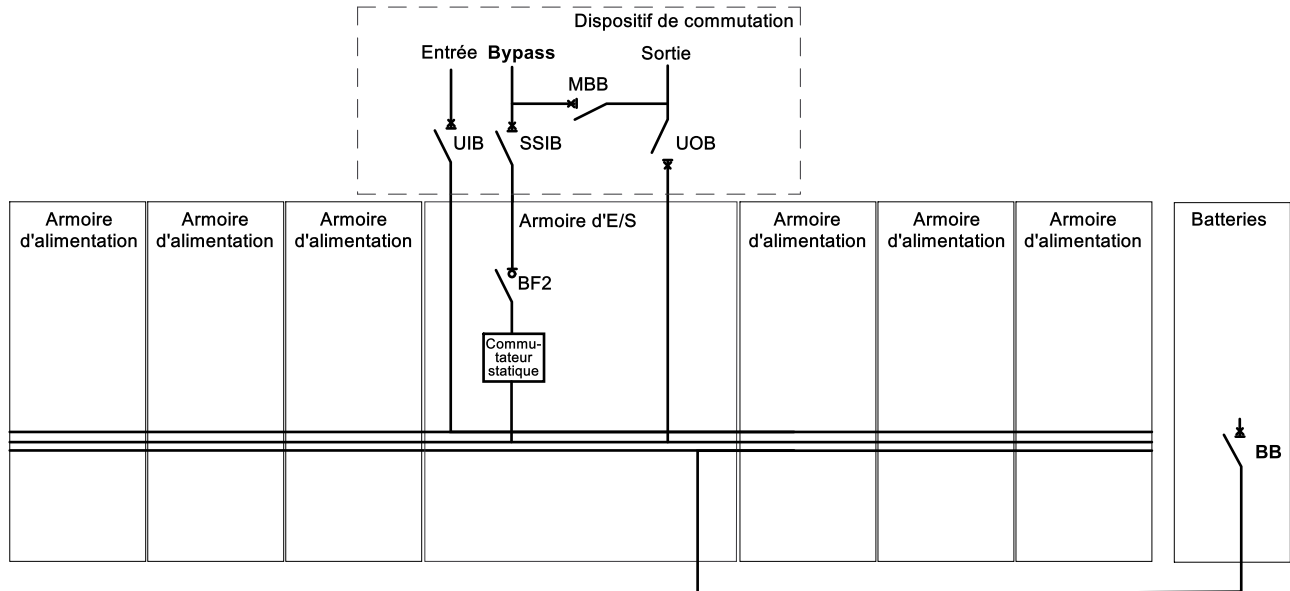 Dispositif de commutation
Entrée Bypass Sortie
MBB
UIB SSIB UOB
Armoire
d'alimentation
Armoire
d'alimentation
Armoire
d'alimentation
Armoire d'E/S
Armoire
d'alimentation
Armoire
d'alimentation
Armoire
d'alimentation
Batteries
BF2
Commu-
tateur
statique
BB